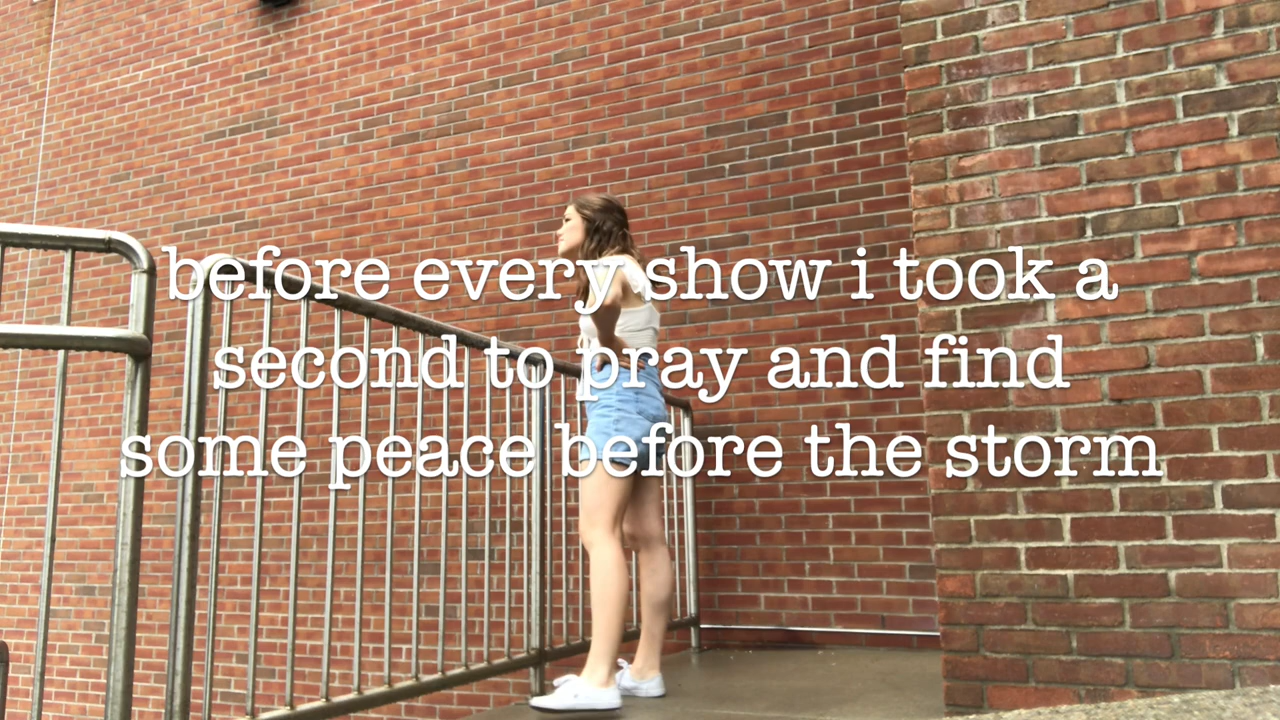 before every show i took a
second to pray and find
some peace before the storm